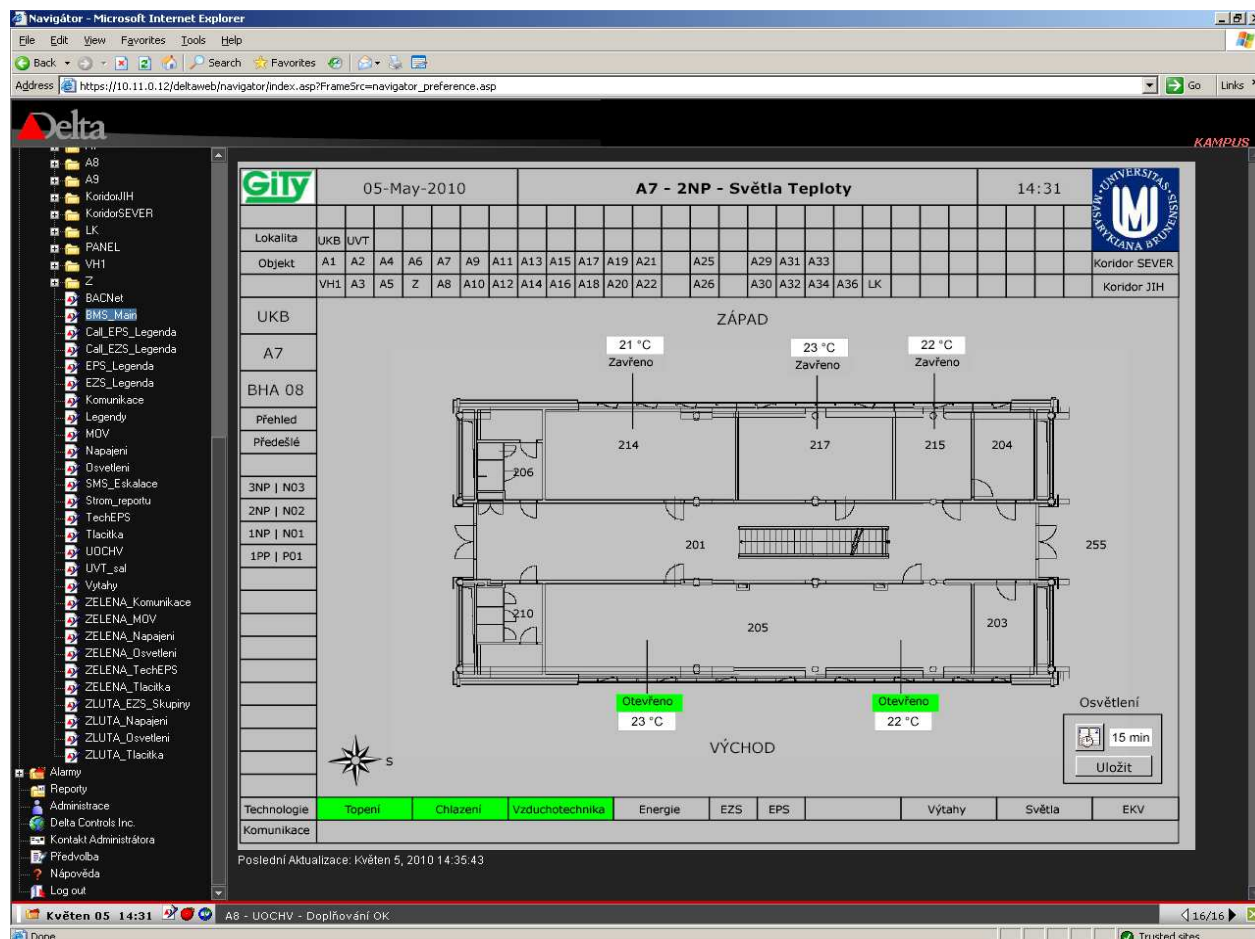 Navigátor - Microsoft Internet Explorer
File Edit View Favorites Tools Help
Back Search Favorites
Address https://10.11.0.12/deltaweb/navigator/index.asp?FrameSrc=navigator_preference.asp Go Links
Delta
KAMPUS
A8
A9
KoridorJIH
KoridorSEVER
LK
PANEL
VH1
Z
BACNet
BMS_Main
Call_EPS_Legenda
Call_EZS_Legenda
EPS_Legenda
EZS_Legenda
Komunikace
Legendy
MOV
Napajeni
Osvetleni
SMS_Eskalace
Strom_reportu
TechEPS
Tlacitka
UOCHV
UVT_sal
Vytahy
ZELENA_Komunikace
ZELENA_MOV
ZELENA_Napajeni
ZELENA_Osvetleni
ZELENA_TechEPS
ZELENA_Tlacitka
ZLUTA_EZS_Skupiny
ZLUTA_Napajeni
ZLUTA_Osvetleni
ZLUTA_Tlacitka
Alarmy
Reporty
Administrace
Delta Controls Inc.
Kontakt Administrátora
Předvolba
Nápověda
Log out
GiTy 05-May-2010 A7 - 2NP - Světla Teploty 14:31
UNIVERSITAS MASARYKIANA BRUNENSIS
Lokalita UKB UVT
Objekt A1 A2 A4 A6 A7 A9 A11 A13 A15 A17 A19 A21 A25 A29 A31 A33 Koridor SEVER
VH1 A3 A5 Z A8 A10 A12 A14 A16 A18 A20 A22 A26 A30 A32 A34 A36 LK Koridor JIH
UKB
A7
BHA 08
Přehled
Předešlé
3NP | N03
2NP | N02
1NP | N01
1PP | P01
ZÁPAD
21 °C 23 °C 22 °C
Zavřeno Zavřeno Zavřeno
214 217 215 204
206
201 255
210
205 203
Otevřeno Otevřeno
23 °C 22 °C
VÝCHOD
S
Osvětlení
15 min
Uložit
Technologie Topení Chlazení Vzduchotechnika Energie EZS EPS Výtahy Světla EKV
Komunikace
Poslední Aktualizace: Květen 5, 2010 14:35:43
Květen 05 14:31 A8 - UOCHV - Doplňování OK 16/16
Done Trusted sites